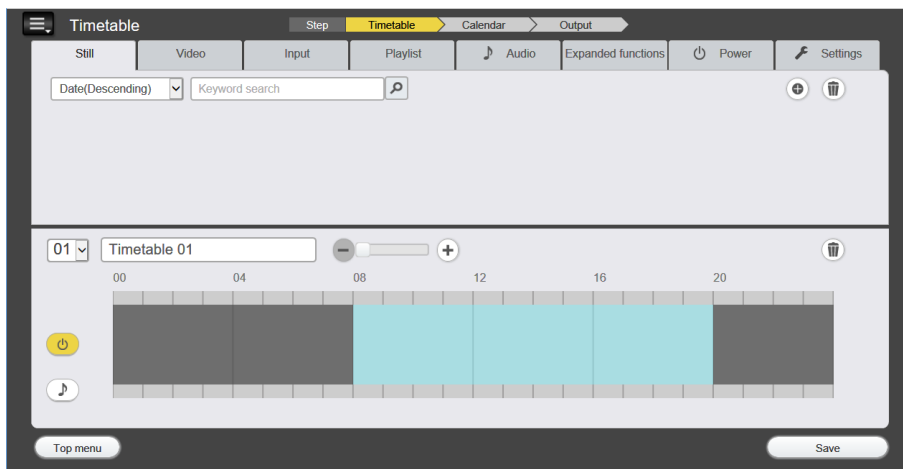 Timetable
Step Timetable Calendar Output
Still Video Input Playlist Audio Expanded functions Power Settings
Date(Descending) Keyword search
01 Timetable 01
00 04 08 12 16 20
Top menu Save